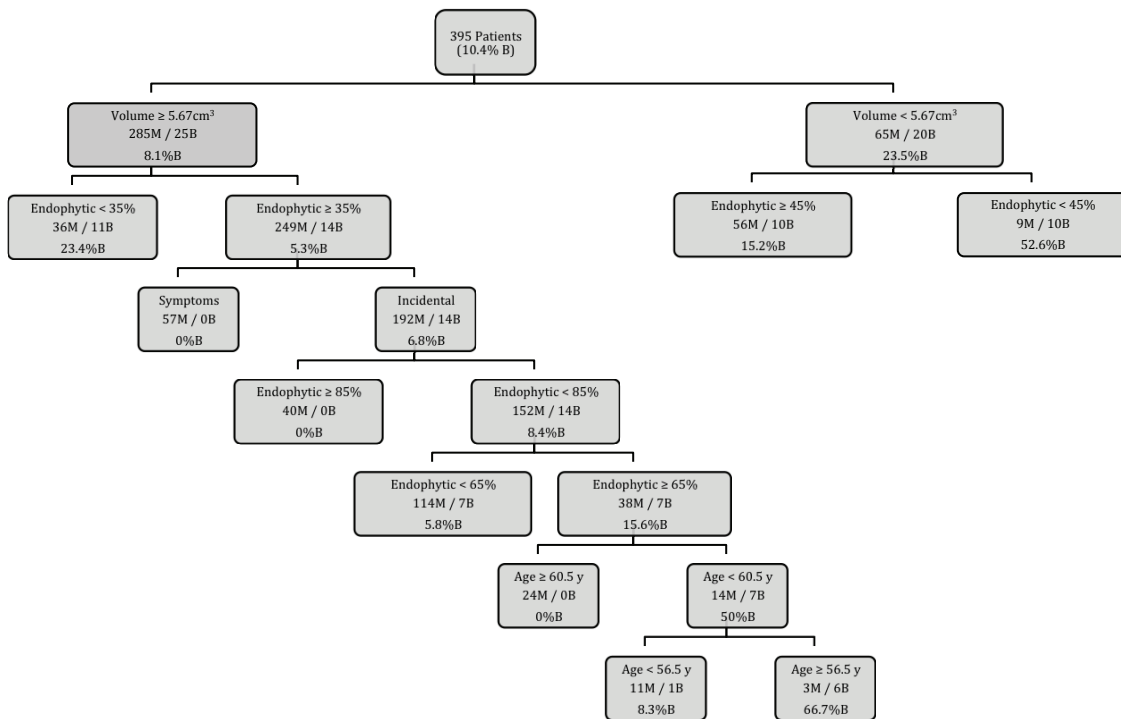 395 Patients
(10.4% B)
Volume ≥ 5.67cm³
285M / 25B
8.1%B
Volume < 5.67cm³
65M / 20B
23.5%B
Endophytic < 35%
36M / 11B
23.4%B
Endophytic ≥ 35%
249M / 14B
5.3%B
Endophytic ≥ 45%
56M / 10B
15.2%B
Endophytic < 45%
9M / 10B
52.6%B
Symptoms
57M / 0B
0%B
Incidental
192M / 14B
6.8%B
Endophytic ≥ 85%
40M / 0B
0%B
Endophytic < 85%
152M / 14B
8.4%B
Endophytic < 65%
114M / 7B
5.8%B
Endophytic ≥ 65%
38M / 7B
15.6%B
Age ≥ 60.5 y
24M / 0B
0%B
Age < 60.5 y
14M / 7B
50%B
Age < 56.5 y
11M / 1B
8.3%B
Age ≥ 56.5 y
3M / 6B
66.7%B